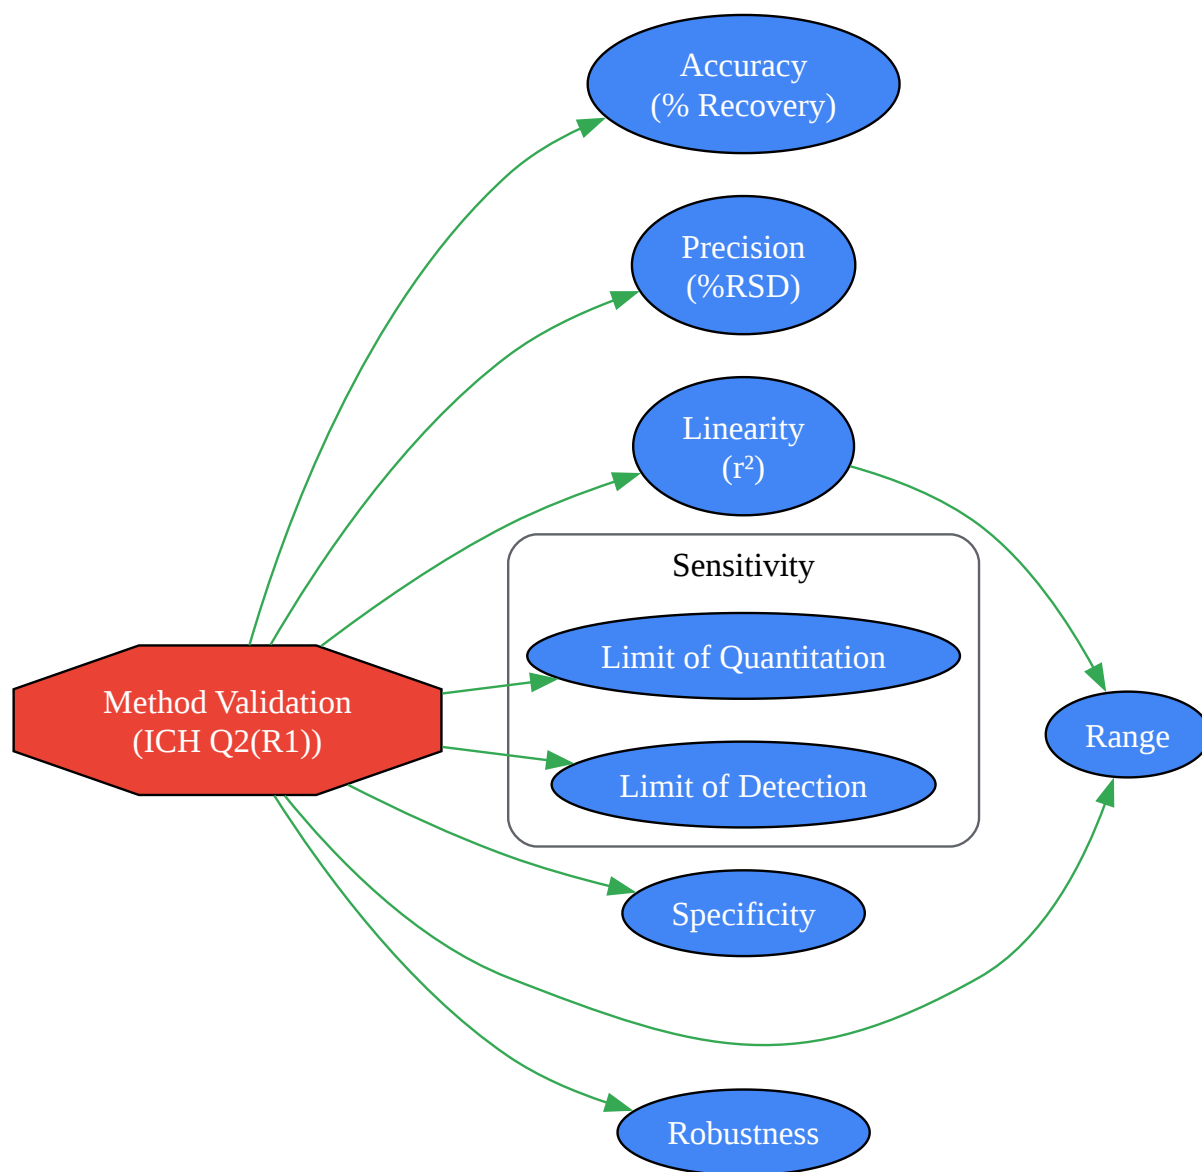 Accuracy
(% Recovery)
Precision
(%RSD)
Linearity
(r²)
Sensitivity
Limit of Quantitation
Method Validation
(ICH Q2(R1))
Range
Limit of Detection
Specificity
Robustness